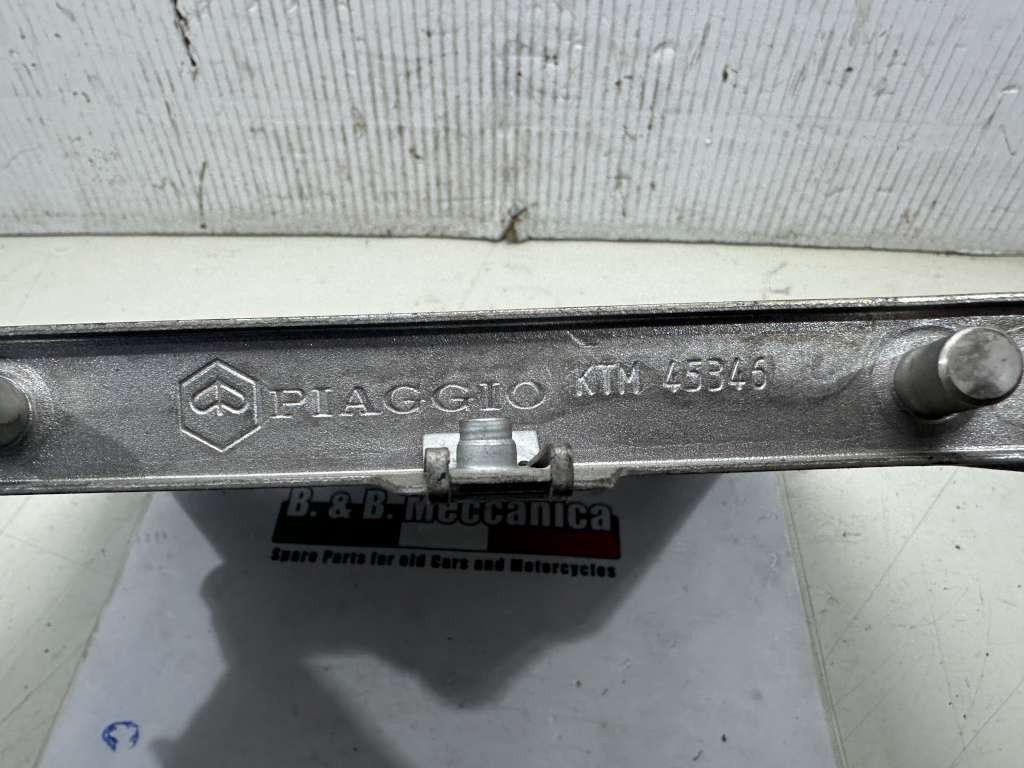 PIAGGIO KTM 45346
B. & B. Meccanica
Spare Parts for old Cars and Motorcycles